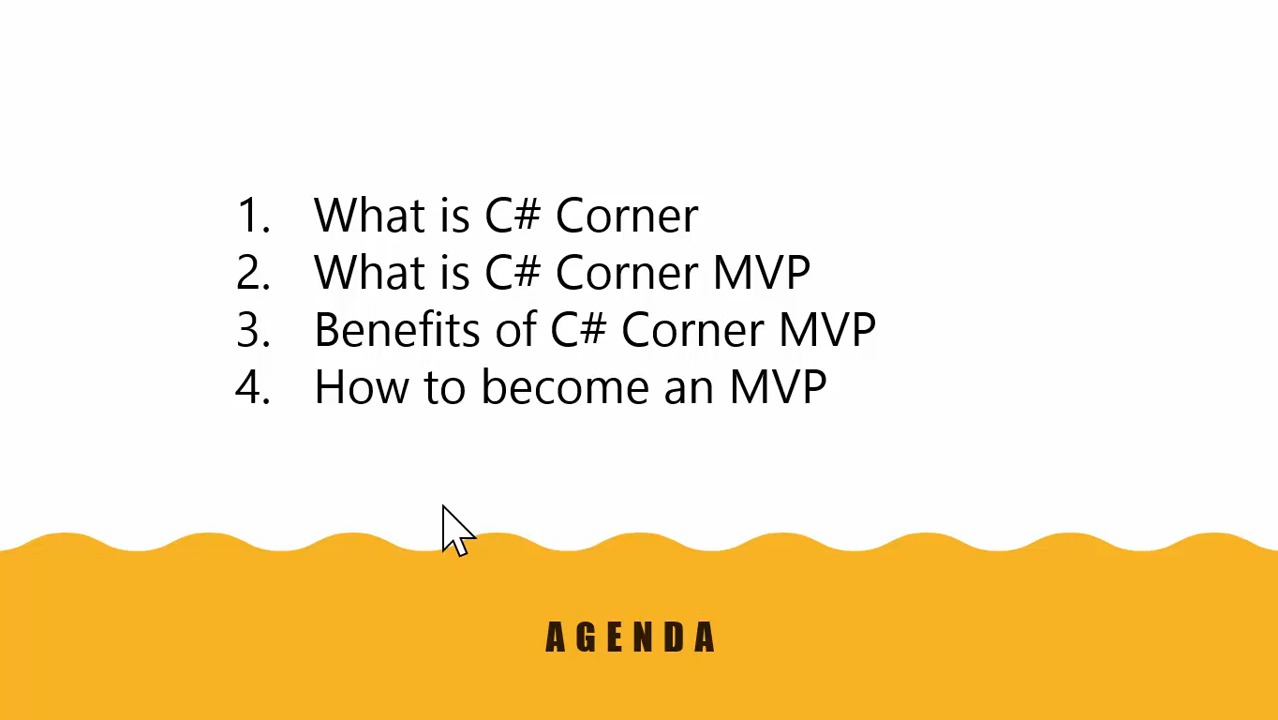 1. What is C# Corner
2. What is C# Corner MVP
3. Benefits of C# Corner MVP
4. How to become an MVP
AGENDA